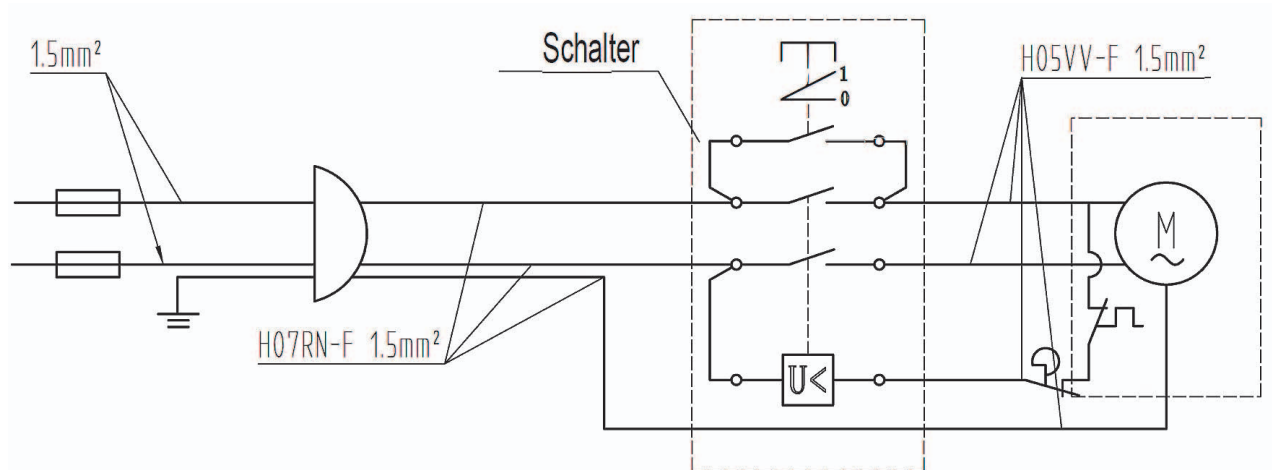 1.5mm²
Schalter
H05VV-F 1.5mm²
1
0
M
H07RN-F 1.5mm²
U<